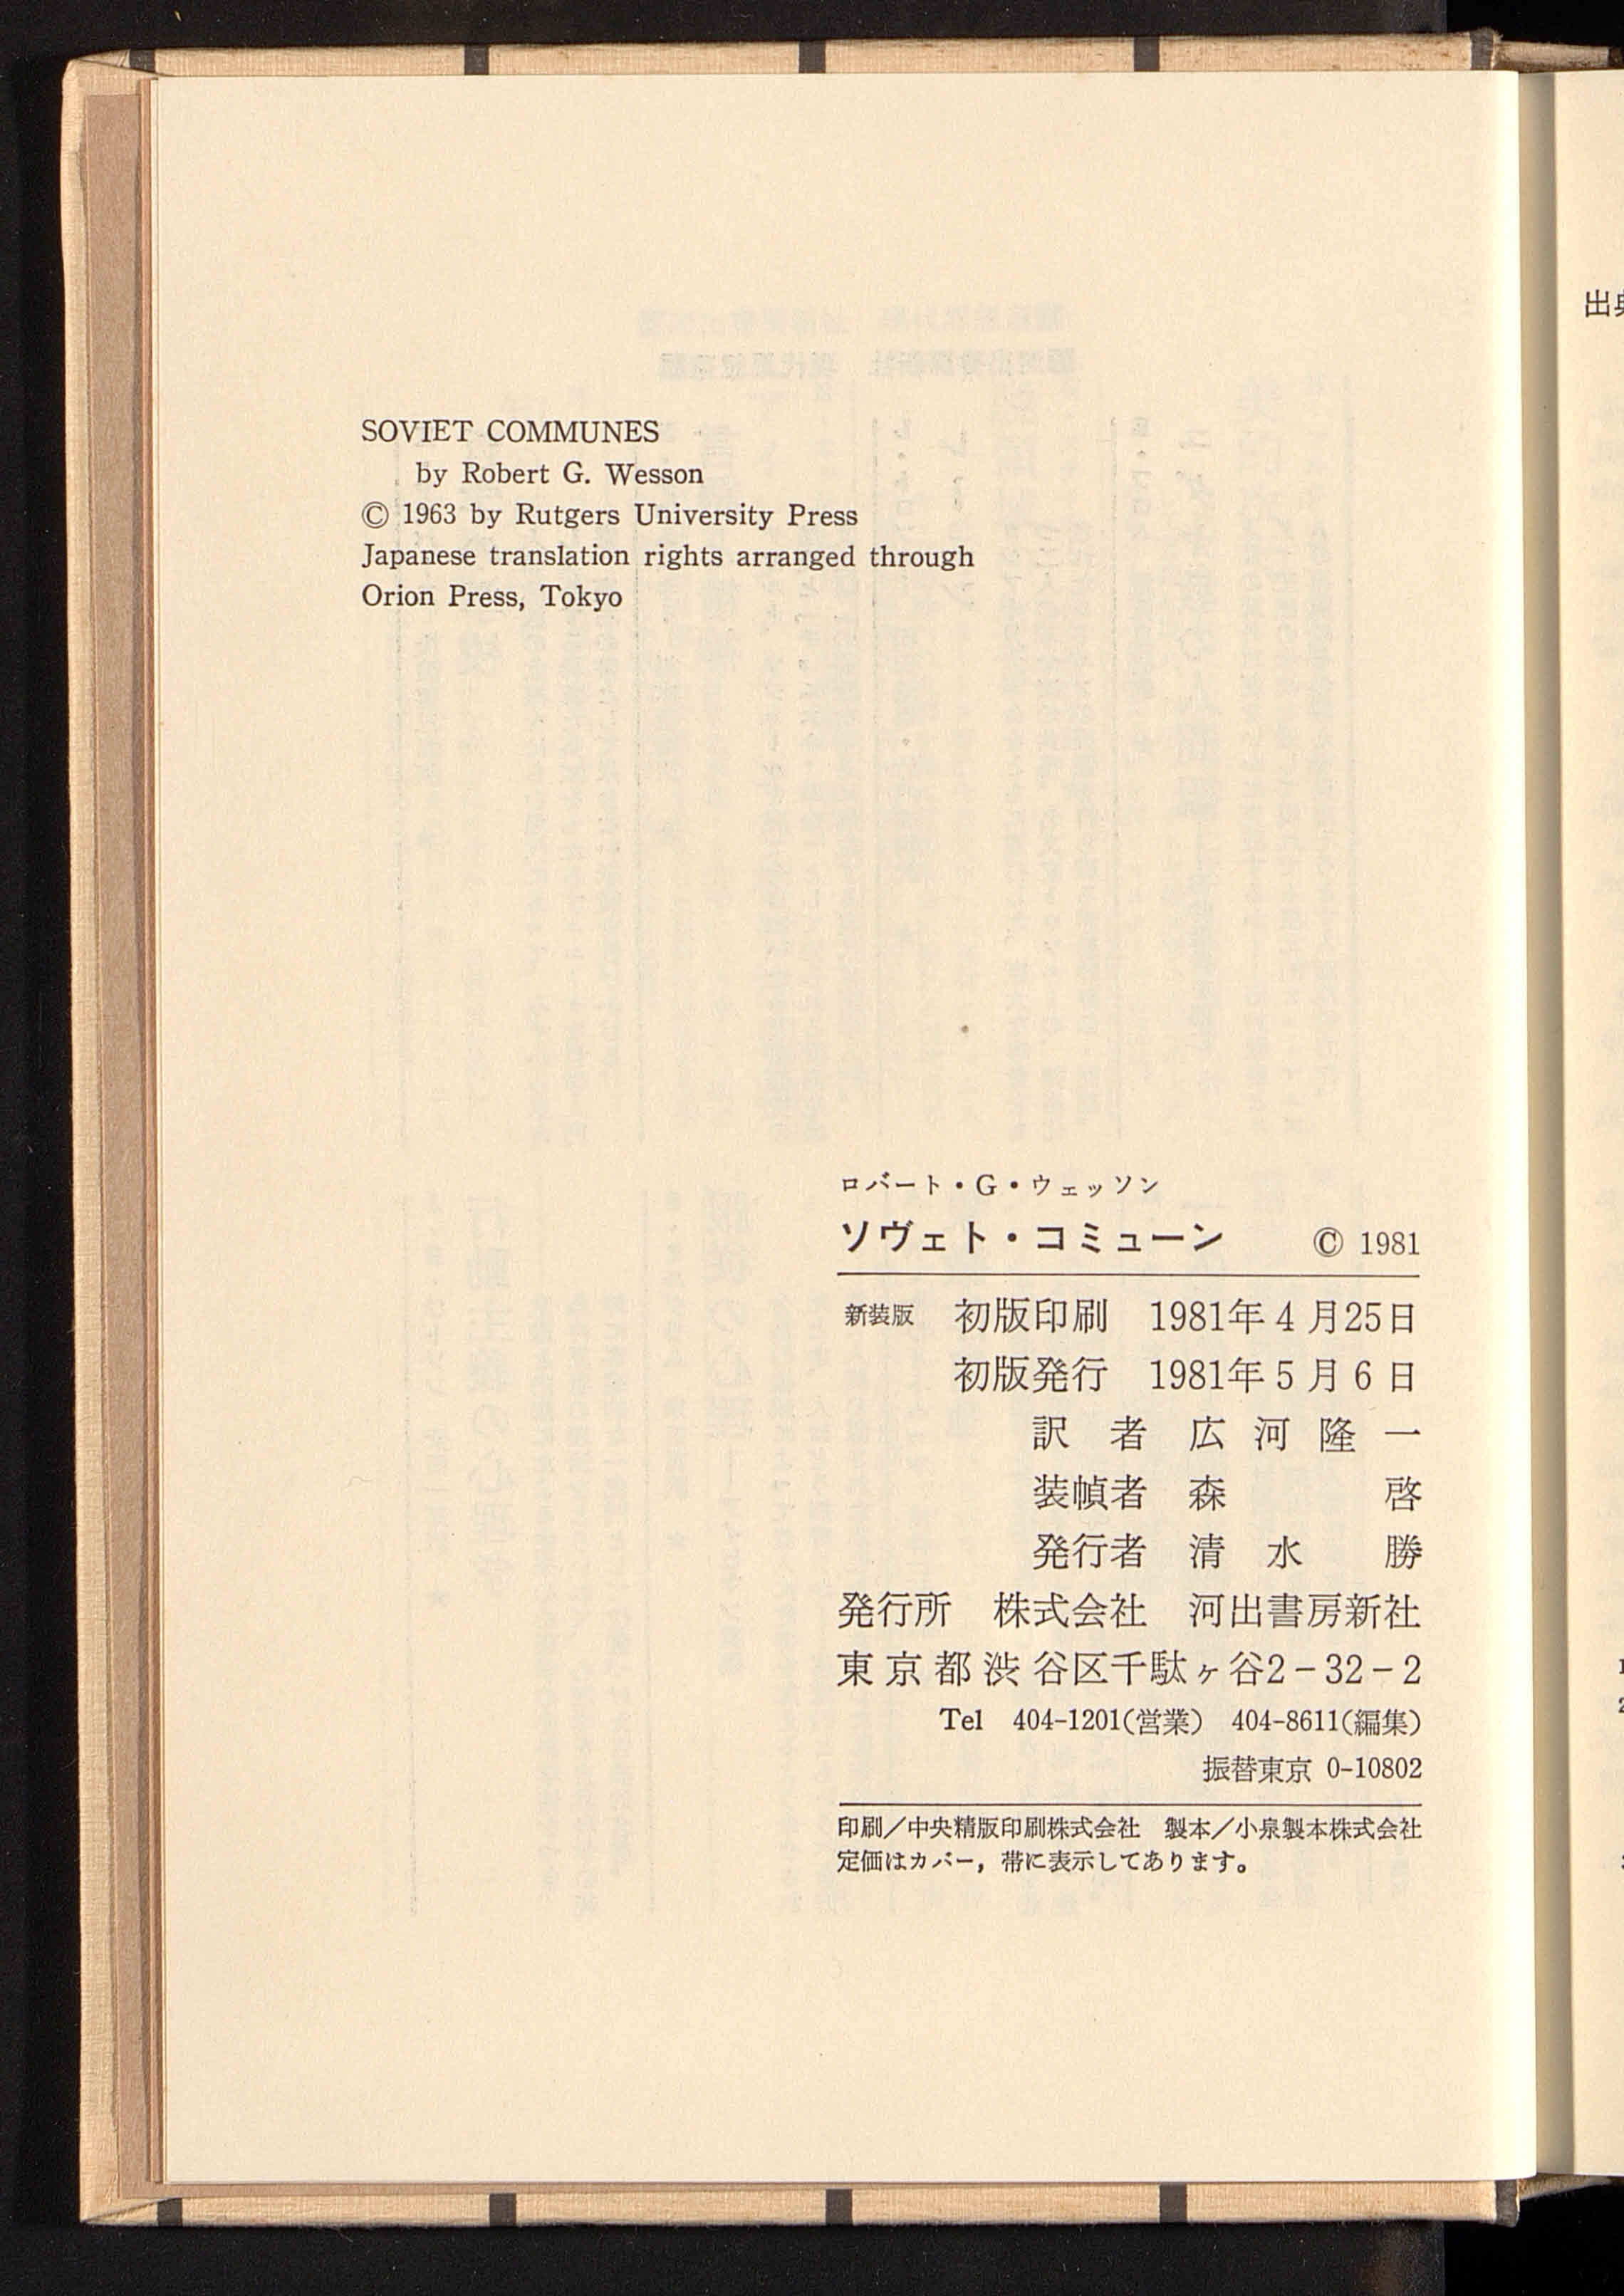 SOVIET COMMUNES
by Robert G. Wesson
© 1963 by Rutgers University Press
Japanese translation rights arranged through
Orion Press, Tokyo
ロバート・G・ウェッソン
ソヴェト・コミューン © 1981
新装版 初版印刷 1981年4月25日
初版発行 1981年5月6日
訳者 広河隆一
装幀者 森啓
発行者 清水勝
発行所 株式会社 河出書房新社
東京都渋谷区千駄ヶ谷2-32-2
Tel 404-1201(営業) 404-8611(編集)
振替東京 0-10802
印刷/中央精版印刷株式会社 製本/小泉製本株式会社
定価はカバー,帯に表示してあります。